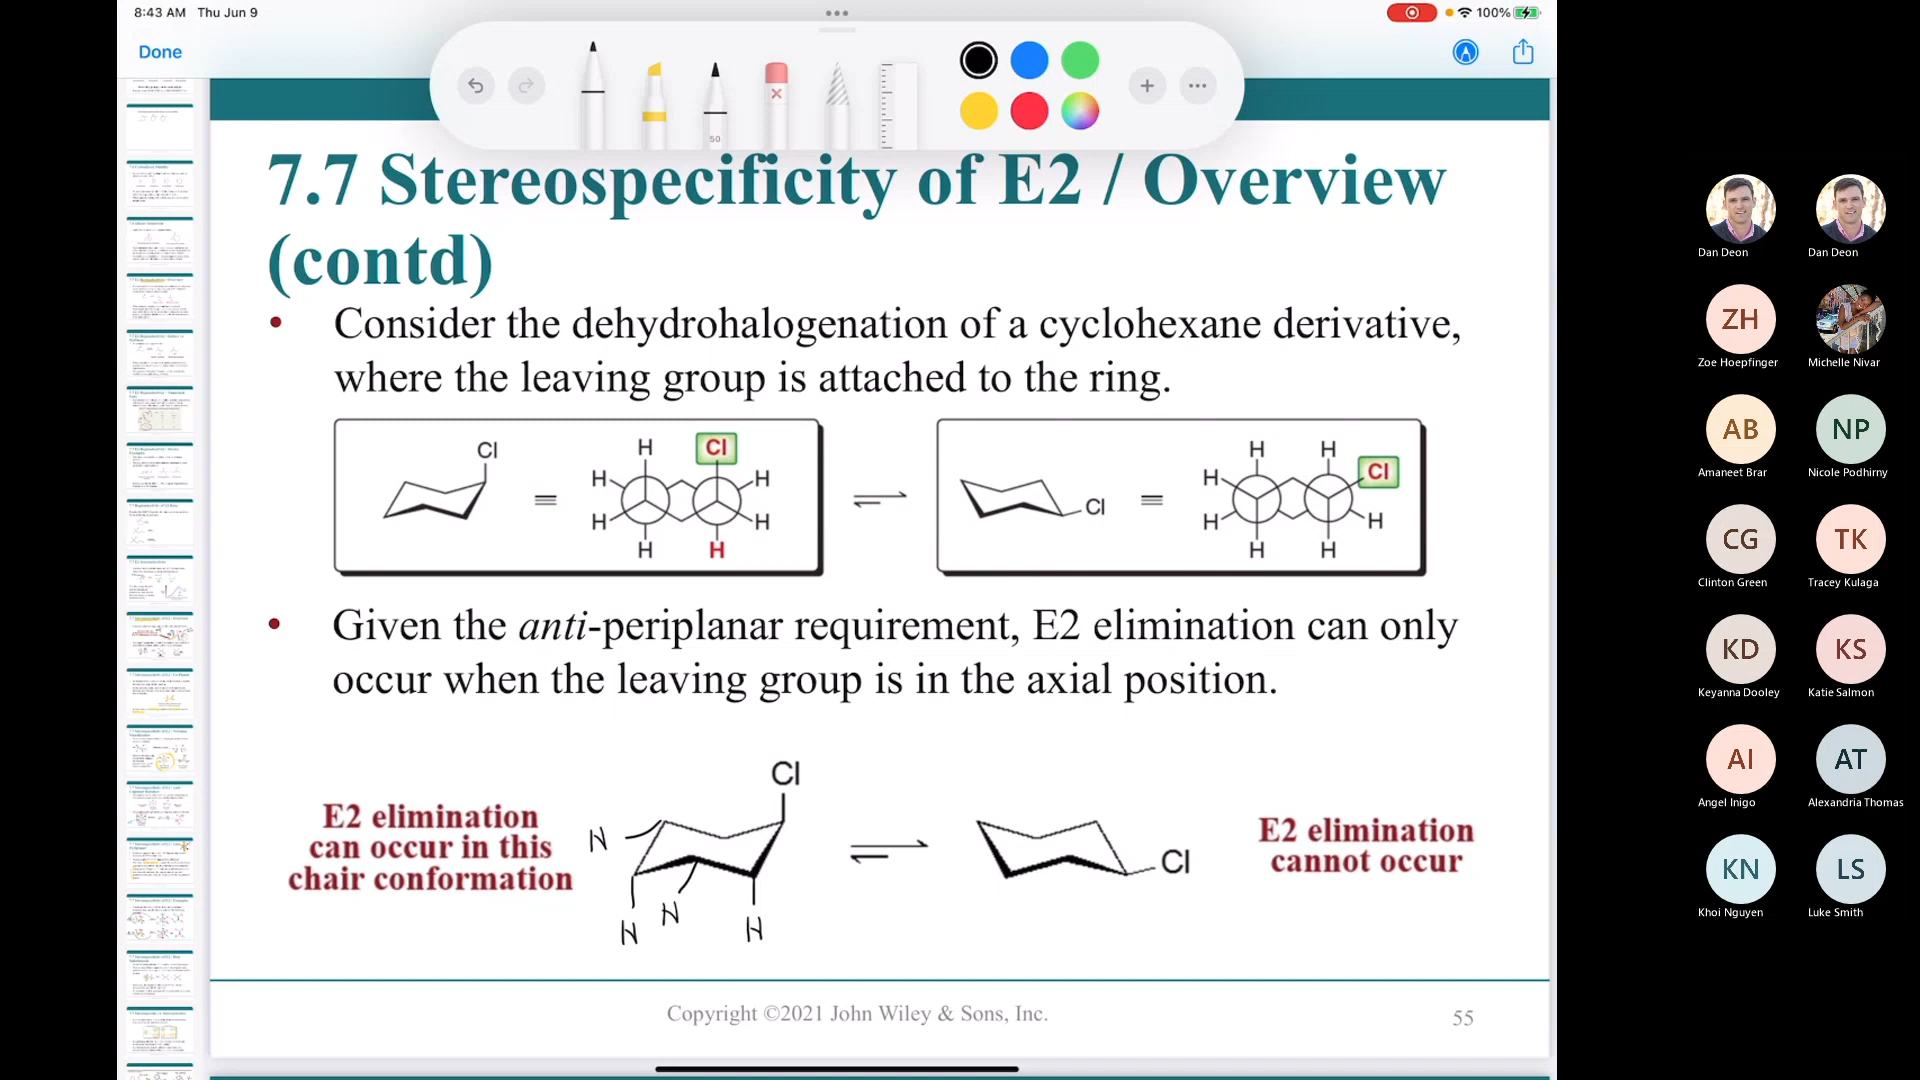 8:43 AM Thu Jun 9
100%
Done
50
7.7 Stereospecificity of E2 / Overview
(contd)
• Consider the dehydrohalogenation of a cyclohexane derivative,
where the leaving group is attached to the ring.
Cl
≡
H Cl
H H
H H
H H
Cl
≡
H H
H Cl
H H
H H
• Given the anti-periplanar requirement, E2 elimination can only
occur when the leaving group is in the axial position.
E2 elimination
can occur in this
chair conformation
Cl
H
H H H
Cl
E2 elimination
cannot occur
Copyright ©2021 John Wiley & Sons, Inc.
55
Dan Deon
Dan Deon
ZH
Zoe Hoepfinger
Michelle Nivar
AB
Amaneet Brar
NP
Nicole Podhirny
CG
Clinton Green
TK
Tracey Kulaga
KD
Keyanna Dooley
KS
Katie Salmon
AI
Angel Inigo
AT
Alexandria Thomas
KN
Khoi Nguyen
LS
Luke Smith